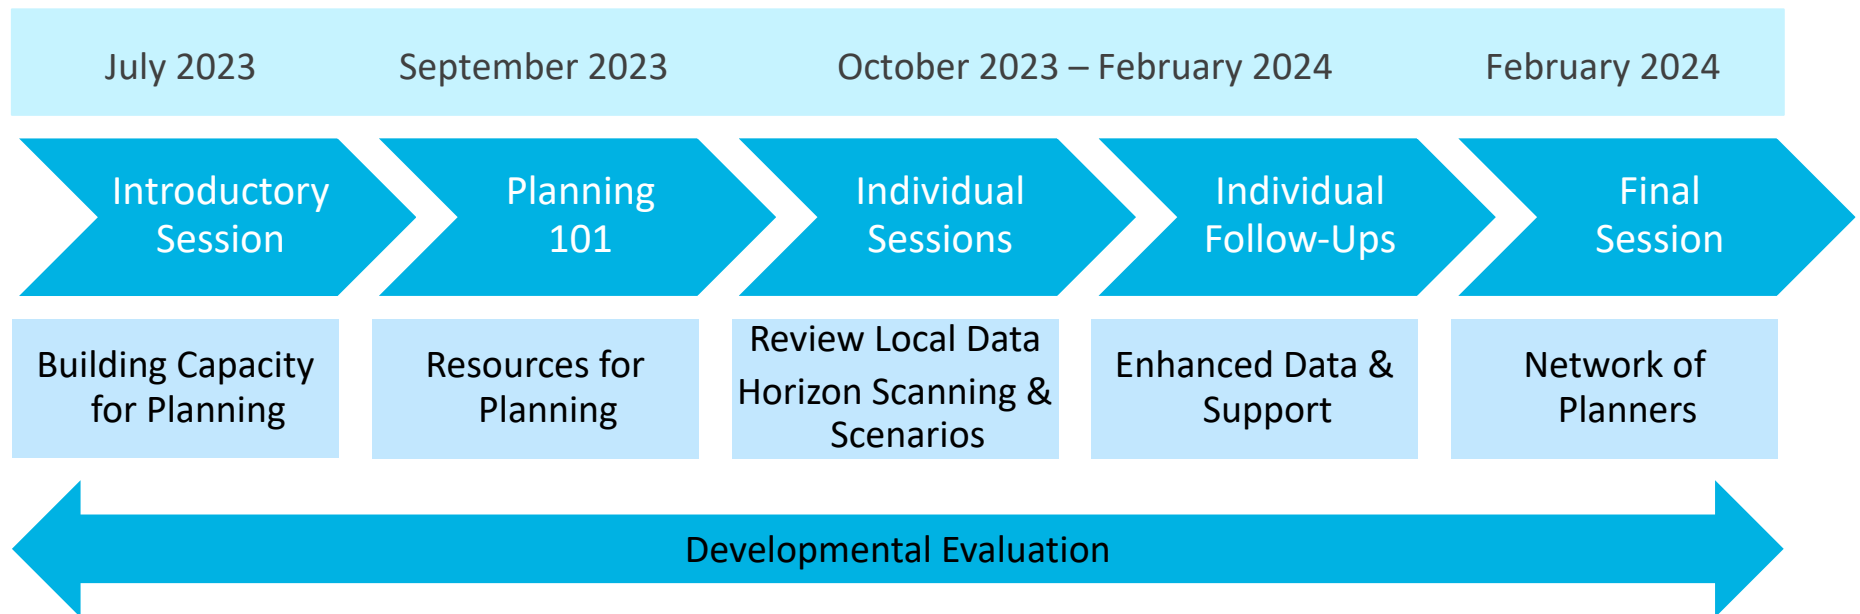 July 2023
September 2023
October 2023 – February 2024
February 2024
Introductory
Session
Planning
101
Individual
Sessions
Individual
Follow-Ups
Final
Session
Building Capacity
for Planning
Resources for
Planning
Review Local Data
Horizon Scanning &
Scenarios
Enhanced Data &
Support
Network of
Planners
Developmental Evaluation